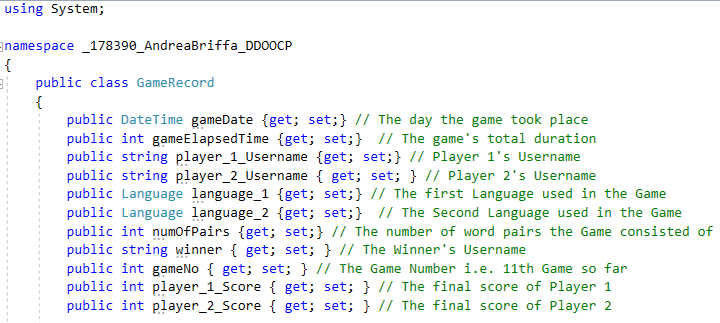 using System;
namespace _178390_AndreaBriffa_DDOOCP
{
public class GameRecord
{
public DateTime gameDate {get; set;} // The day the game took place
public int gameElapsedTime {get; set;}  // The game's total duration
public string player_1_Username {get; set;} // Player 1's Username
public string player_2_Username { get; set; } // Player 2's Username
public Language language_1 {get; set;} // The first Language used in the Game
public Language language_2 {get; set;}  // The Second Language used in the Game
public int numOfPairs {get; set;} // The number of word pairs the Game consisted of
public string winner { get; set; } // The Winner's Username
public int gameNo { get; set; } // The Game Number i.e. 11th Game so far
public int player_1_Score { get; set; } // The final score of Player 1
public int player_2_Score { get; set; } // The final score of Player 2